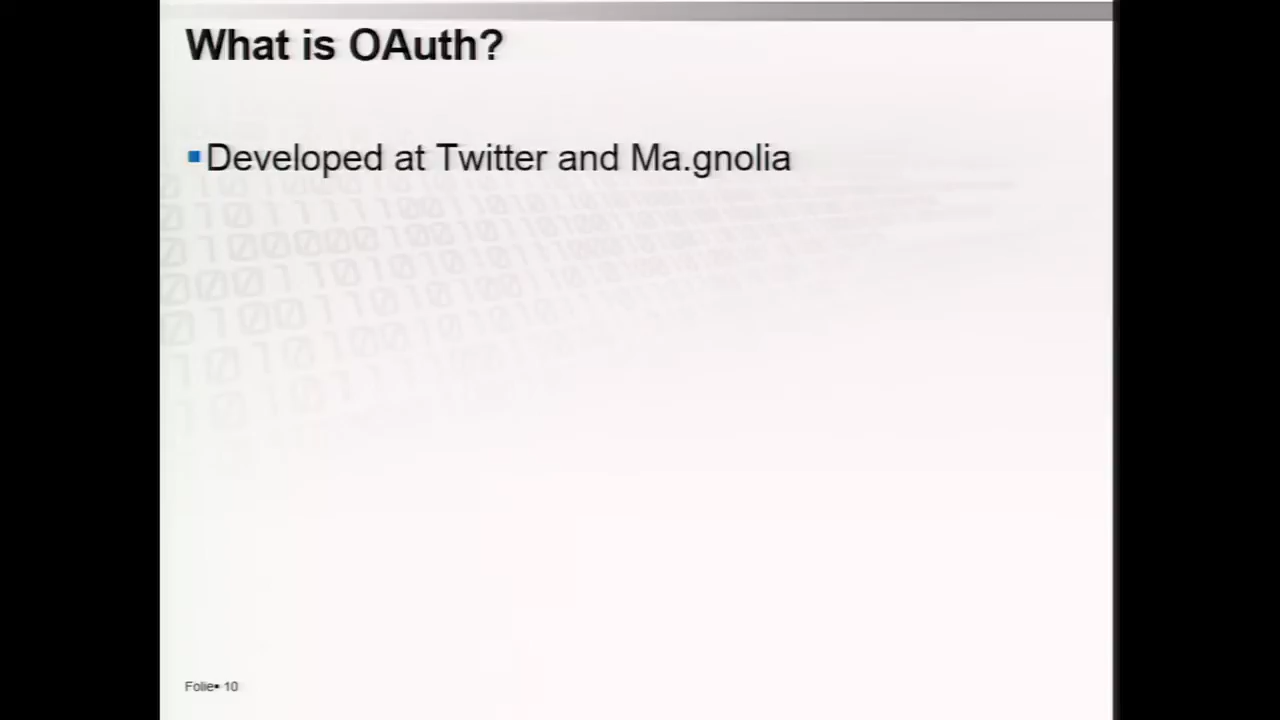 What is OAuth?
▪Developed at Twitter and Ma.gnolia
Folie▪ 10